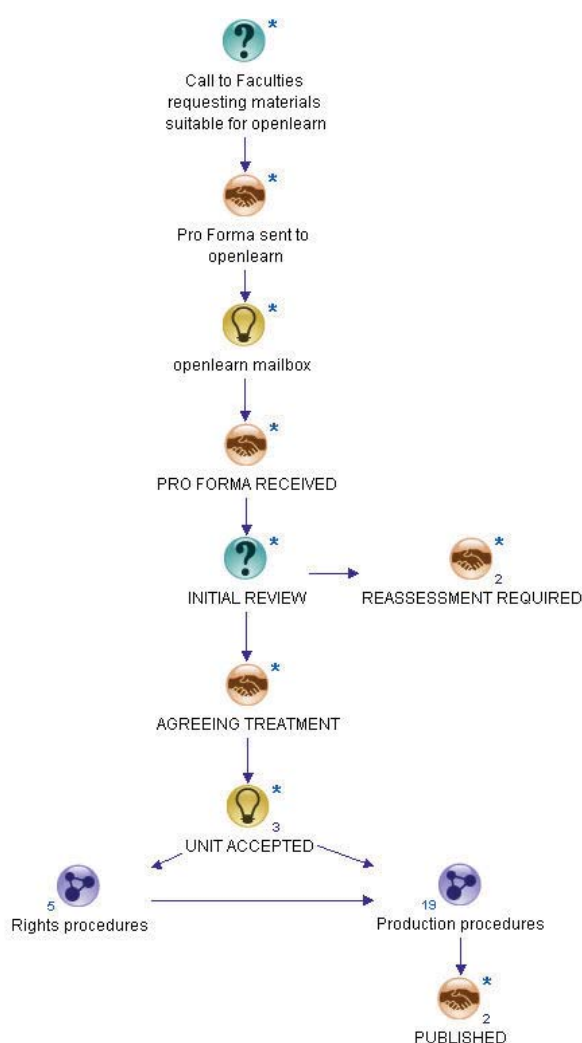 ?
*
Call to Faculties
requesting materials
suitable for openlearn
*
Pro Forma sent to
openlearn
*
openlearn mailbox
*
PRO FORMA RECEIVED
?
*
INITIAL REVIEW
*
2
REASSESSMENT REQUIRED
*
AGREEING TREATMENT
*
3
UNIT ACCEPTED
5
Rights procedures
19
Production procedures
*
2
PUBLISHED